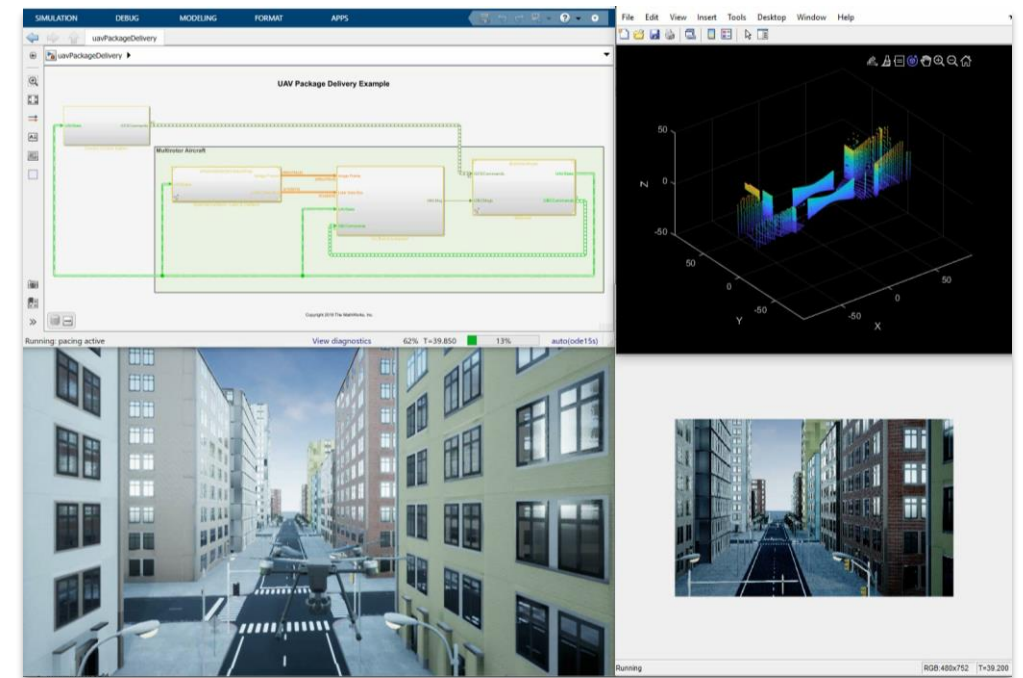 SIMULATION DEBUG MODELING FORMAT APPS
uavPackageDelivery
uavPackageDelivery
UAV Package Delivery Example
Multirotor Aircraft
Copyright 2019 The MathWorks, Inc.
Running: pacing active View diagnostics 62% T=39.850 13% auto(ode15s)
File Edit View Insert Tools Desktop Window Help
50
0
-50
Z
50
0
-50
Y
-50
0
50
X
Running RGB:480x752 T=39.200